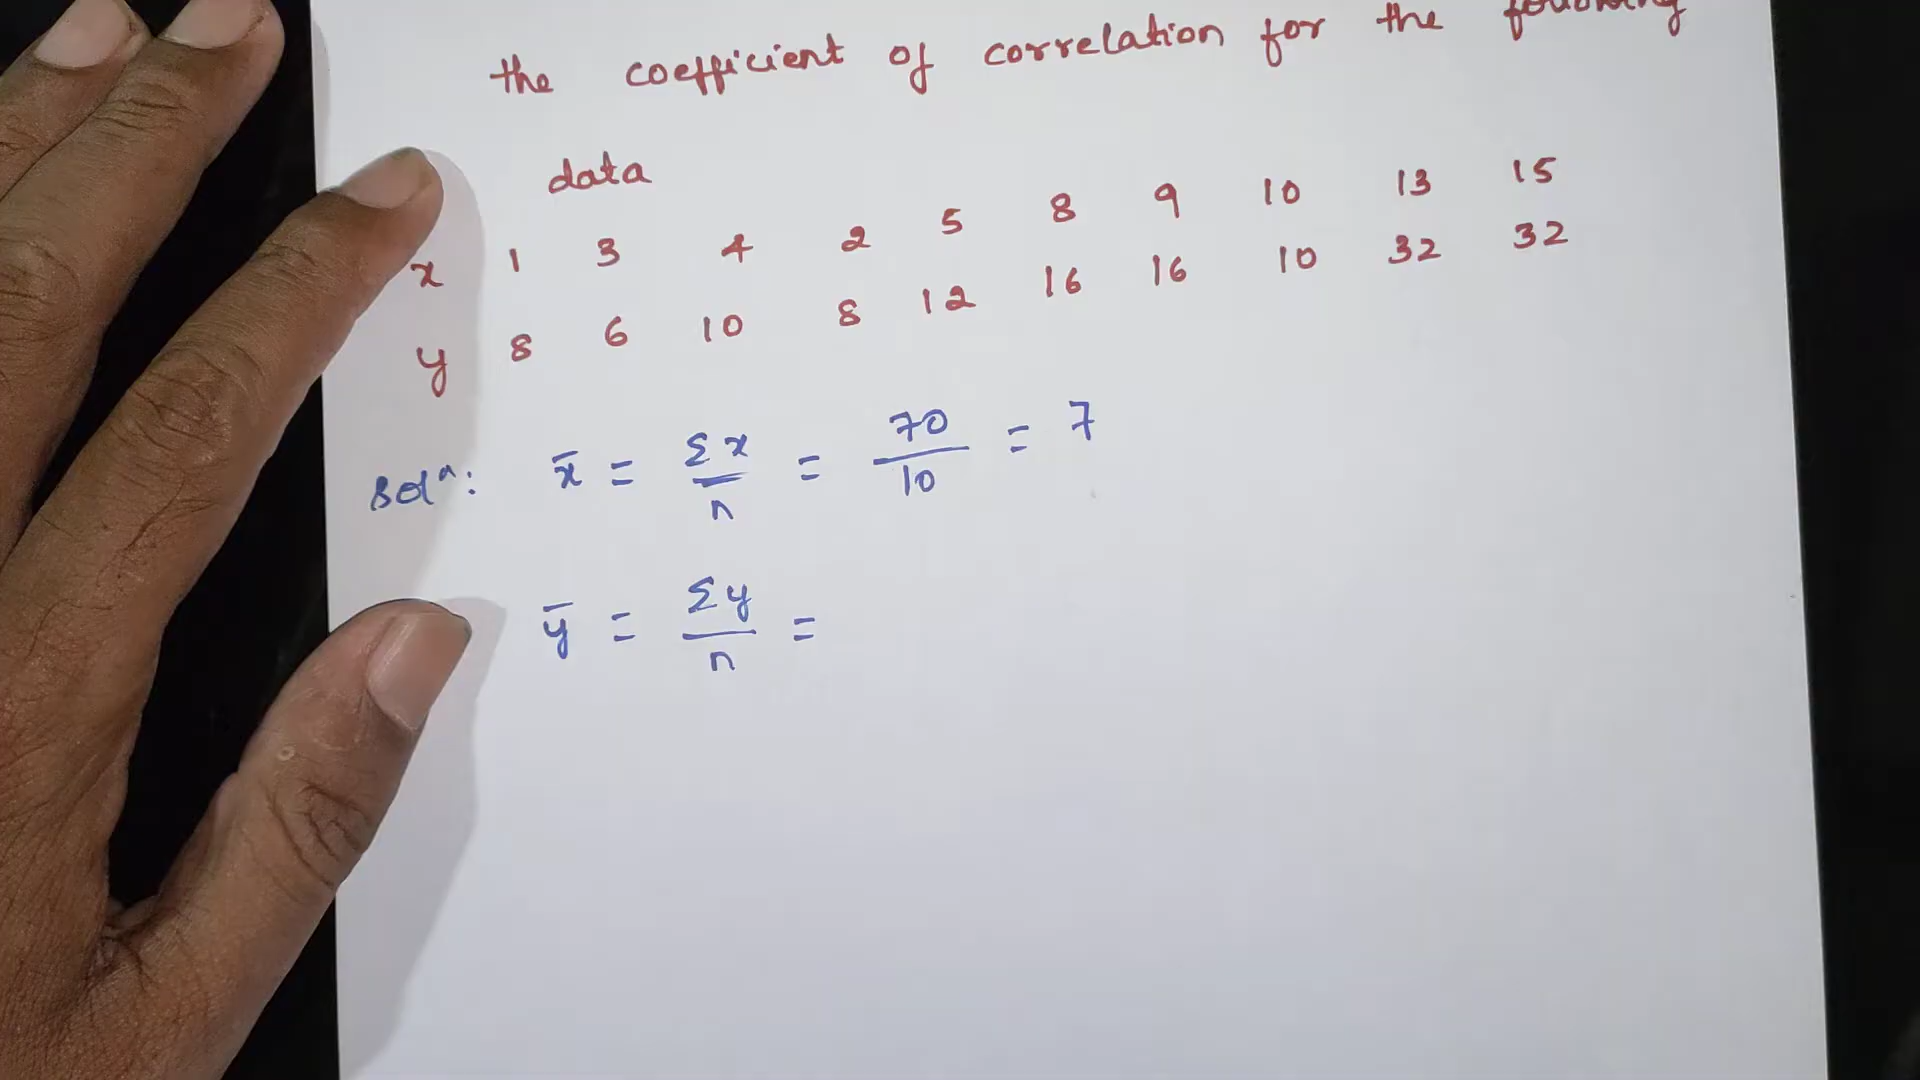 the coefficient of correlation for the following
data
x 1 3 4 2 5 8 9 10 13 15
y 8 6 10 8 12 16 16 10 32 32
Solⁿ: x̄ = Σx/n = 70/10 = 7
ȳ = Σy/n =